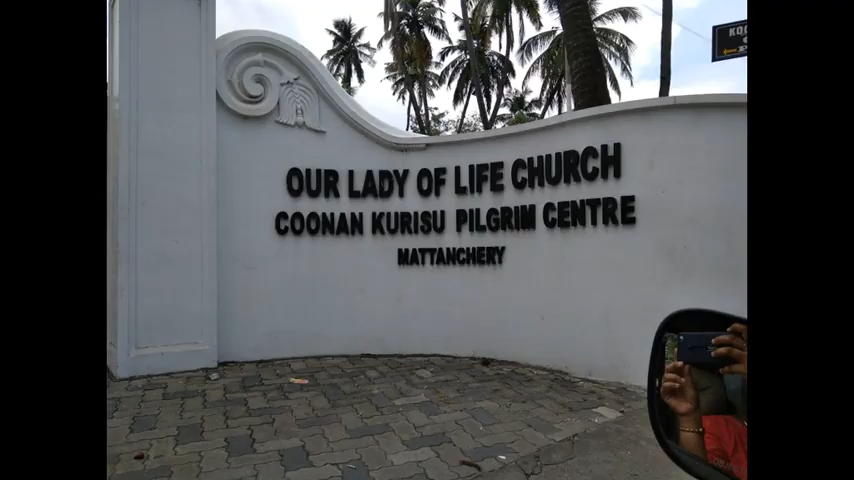 OUR LADY OF LIFE CHURCH
COONAN KURISU PILGRIM CENTRE
MATTANCHERY